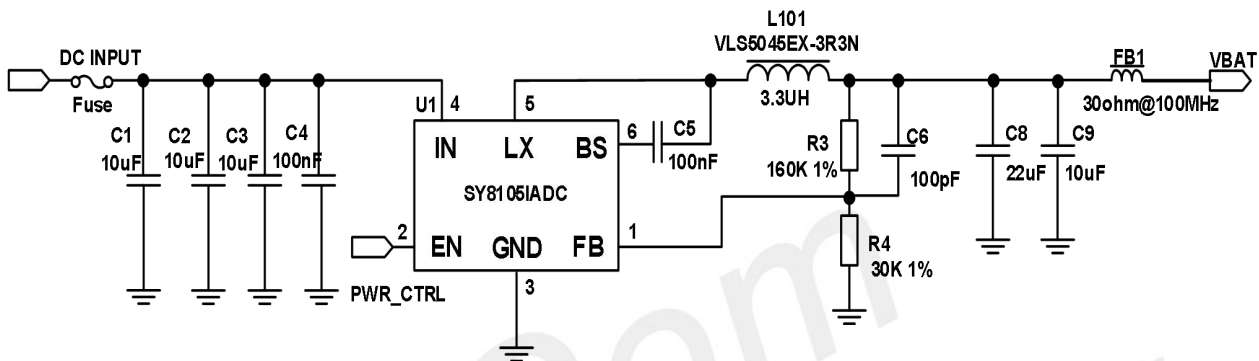 L101
VLS5045EX-3R3N
3.3UH
DC INPUT
Fuse
FB1
VBAT
30ohm@100MHz
C1
10uF
C2
10uF
C3
10uF
C4
100nF
U1
4
5
6
C5
100nF
IN
LX
BS
SY8105IADC
2
EN
GND
FB
1
3
PWR_CTRL
R3
160K 1%
C6
100pF
R4
30K 1%
C8
22uF
C9
10uF